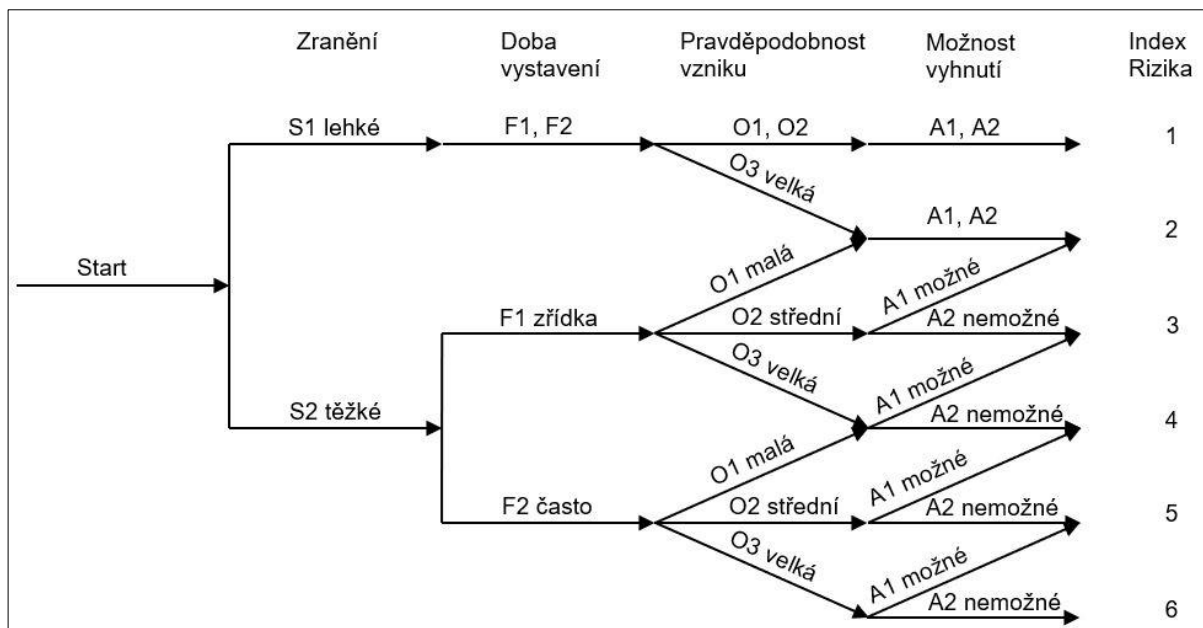 Zranění
Doba
vystavení
Pravděpodobnost
vzniku
Možnost
vyhnutí
Index
Rizika
S1 lehké
F1, F2
O1, O2
A1, A2
1
O3 velká
A1, A2
2
Start
O1 malá
A1 možné
F1 zřídka
O2 střední
A2 nemožné
3
O3 velká
A1 možné
S2 těžké
A2 nemožné
4
O1 malá
A1 možné
F2 často
O2 střední
A2 nemožné
5
O3 velká
A1 možné
A2 nemožné
6